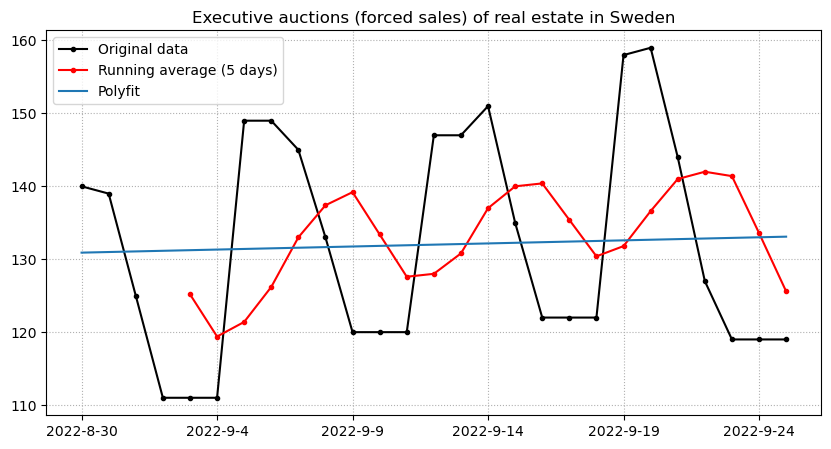 Executive auctions (forced sales) of real estate in Sweden
Original data
Running average (5 days)
Polyfit
160
150
140
130
120
110
2022-8-30 2022-9-4 2022-9-9 2022-9-14 2022-9-19 2022-9-24